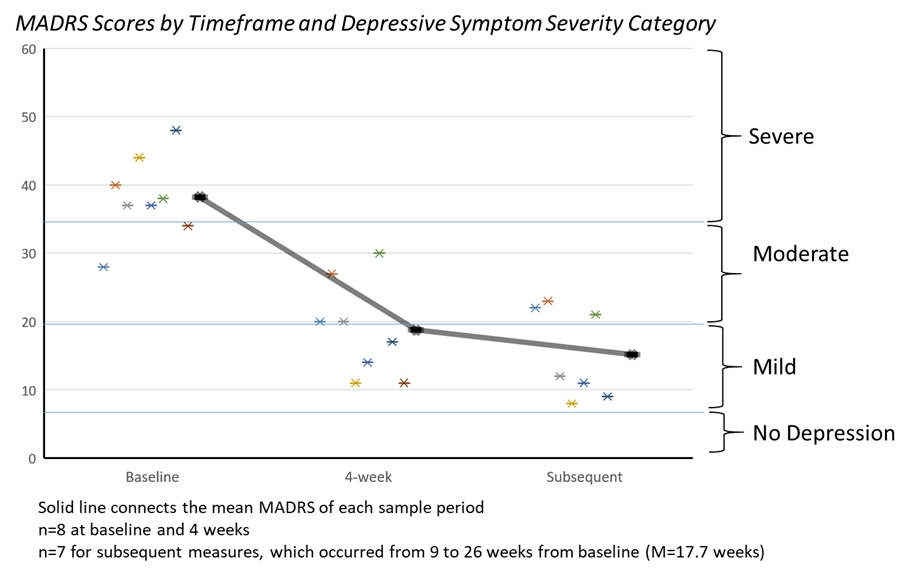 MADRS Scores by Timeframe and Depressive Symptom Severity Category
60
50
40
30
20
10
0
Severe
Moderate
Mild
No Depression
Baseline 4-week Subsequent
Solid line connects the mean MADRS of each sample period
n=8 at baseline and 4 weeks
n=7 for subsequent measures, which occurred from 9 to 26 weeks from baseline (M=17.7 weeks)